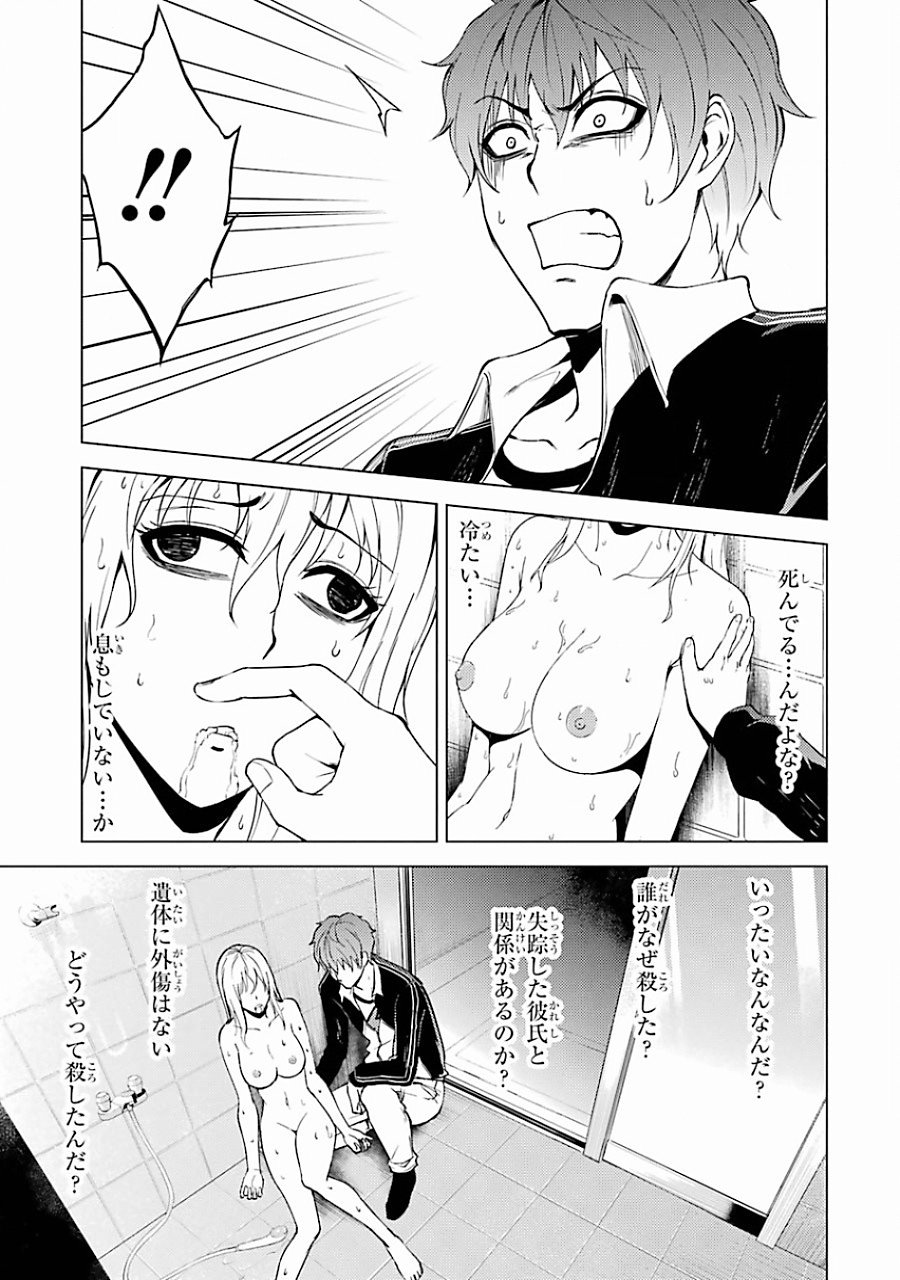 !!
死んでる…んだよな?
冷たい…
息もしていない…か
いったいなんなんだ?
誰がなぜ殺した?
失踪した彼氏と
関係があるのか?
遺体に外傷はない
どうやって殺したんだ?